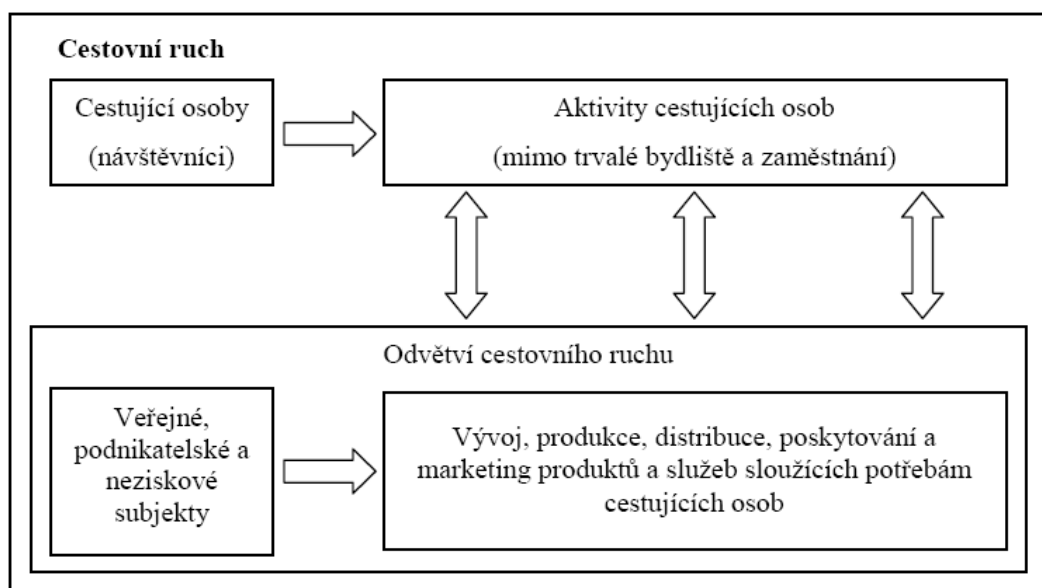 Cestovní ruch
Cestující osoby
(návštěvníci)
Aktivity cestujících osob
(mimo trvalé bydliště a zaměstnání)
Odvětví cestovního ruchu
Veřejné,
podnikatelské a
neziskové
subjekty
Vývoj, produkce, distribuce, poskytování a
marketing produktů a služeb sloužících potřebám
cestujících osob